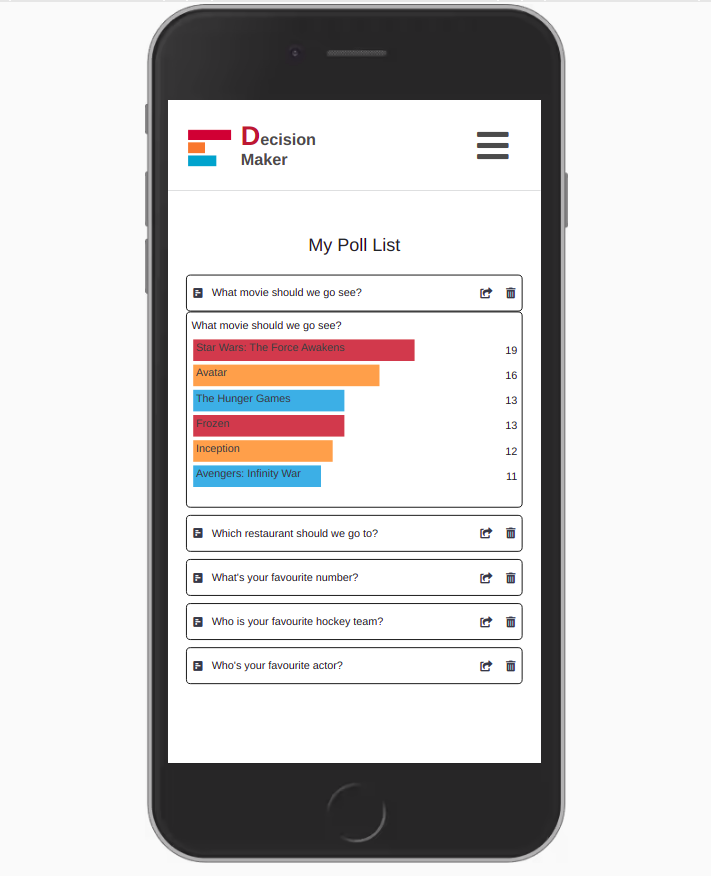 Decision
Maker
My Poll List
What movie should we go see?
What movie should we go see?
Star Wars: The Force Awakens 19
Avatar 16
The Hunger Games 13
Frozen 13
Inception 12
Avengers: Infinity War 11
Which restaurant should we go to?
What's your favourite number?
Who is your favourite hockey team?
Who's your favourite actor?